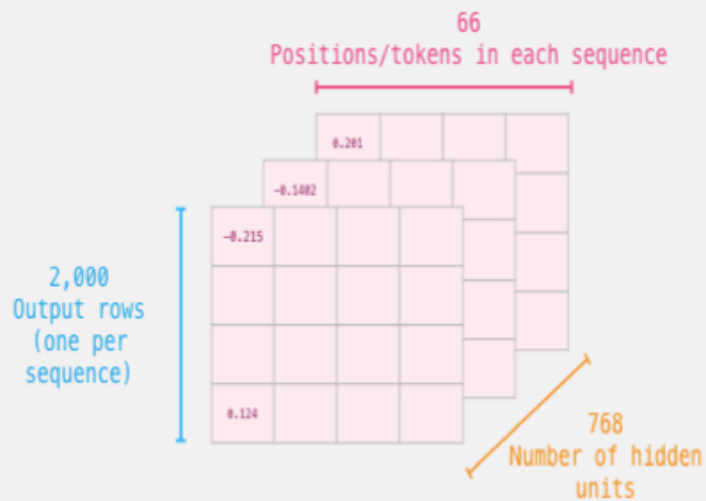 66
Positions/tokens in each sequence
0.201
-0.1402
-0.215
2,000
Output rows
(one per
sequence)
0.124
768
Number of hidden
units